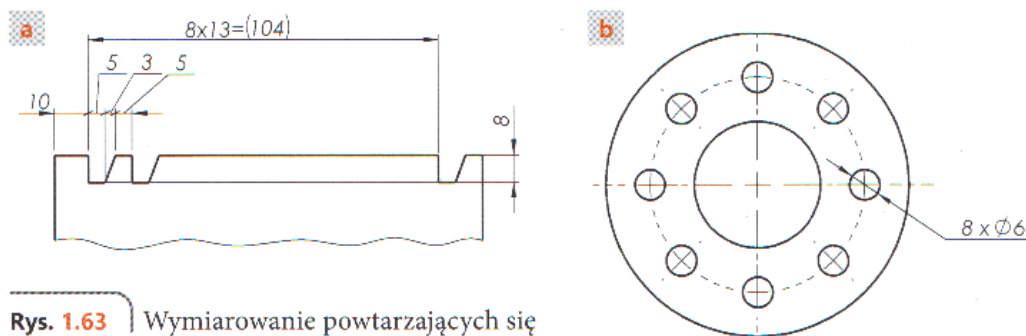 a
8x13=(104)
5 3 5
10
8
b
8 x Ø6
Rys. 1.63 Wymiarowanie powtarzających się